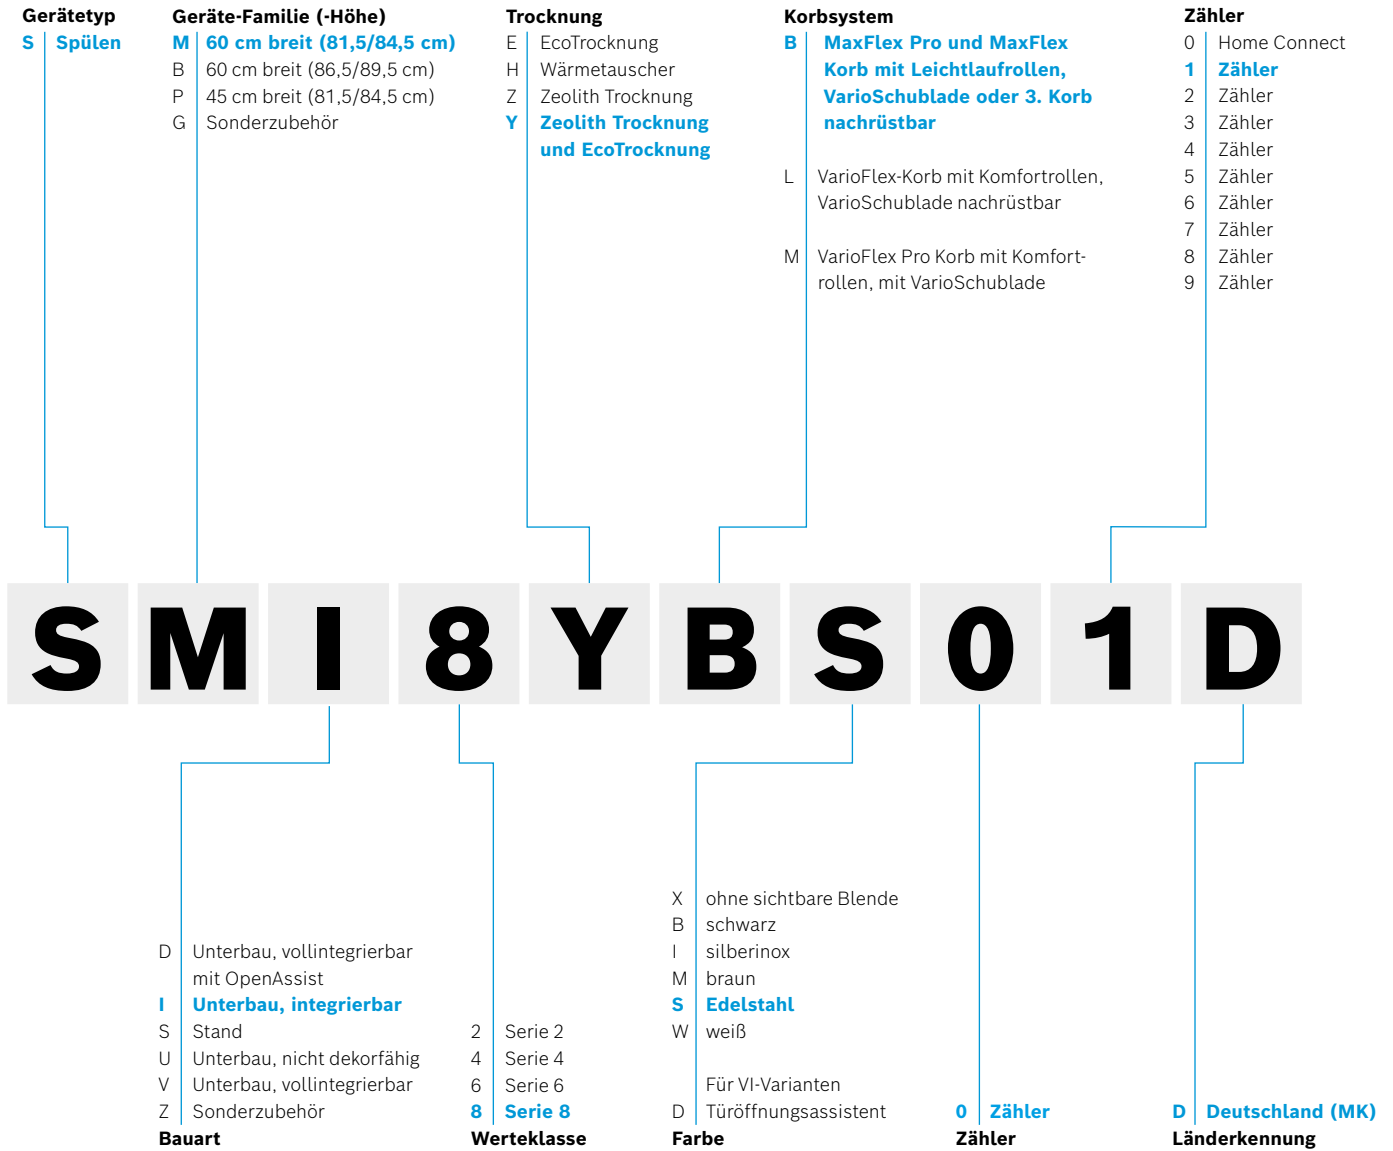 Gerätetyp
S Spülen
Geräte-Familie (-Höhe)
M 60 cm breit (81,5/84,5 cm)
B 60 cm breit (86,5/89,5 cm)
P 45 cm breit (81,5/84,5 cm)
G Sonderzubehör
Trocknung
E EcoTrocknung
H Wärmetauscher
Z Zeolith Trocknung
Y Zeolith Trocknung
und EcoTrocknung
Korbsystem
B MaxFlex Pro und MaxFlex
Korb mit Leichtlaufrollen,
VarioSchublade oder 3. Korb
nachrüstbar
L VarioFlex-Korb mit Komfortrollen,
VarioSchublade nachrüstbar
M VarioFlex Pro Korb mit Komfort-
rollen, mit VarioSchublade
Zähler
0 Home Connect
1 Zähler
2 Zähler
3 Zähler
4 Zähler
5 Zähler
6 Zähler
7 Zähler
8 Zähler
9 Zähler
S M I 8 Y B S 0 1 D
D Unterbau, vollintegrierbar
mit OpenAssist
I Unterbau, integrierbar
S Stand
U Unterbau, nicht dekorfähig
V Unterbau, vollintegrierbar
Z Sonderzubehör
Bauart
2 Serie 2
4 Serie 4
6 Serie 6
8 Serie 8
Werteklasse
X ohne sichtbare Blende
B schwarz
I silberinox
M braun
S Edelstahl
W weiß
Für VI-Varianten
D Türöffnungsassistent
Farbe
0 Zähler
Zähler
D Deutschland (MK)
Länderkennung